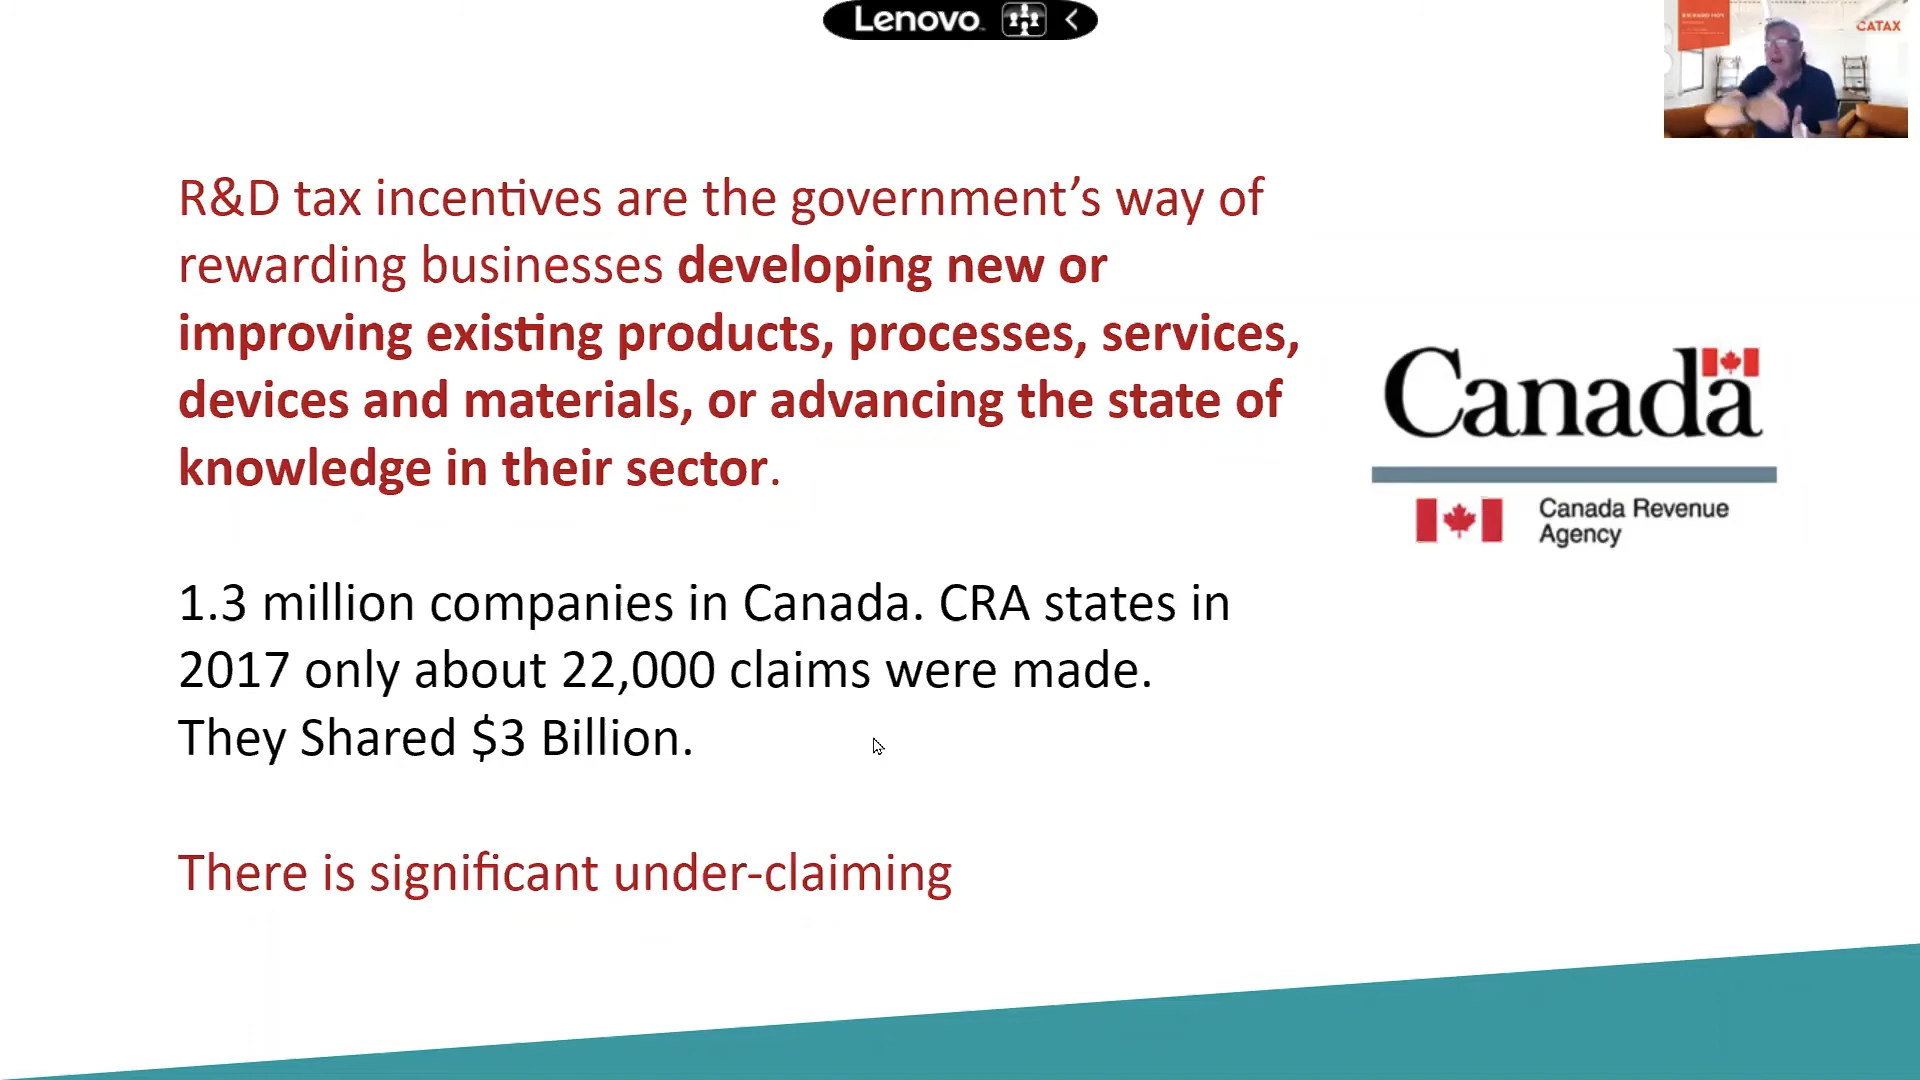 Lenovo
CATAX
R&D tax incentives are the government’s way of
rewarding businesses developing new or
improving existing products, processes, services,
devices and materials, or advancing the state of
knowledge in their sector.
Canada
Canada Revenue
Agency
1.3 million companies in Canada. CRA states in
2017 only about 22,000 claims were made.
They Shared $3 Billion.
There is significant under-claiming